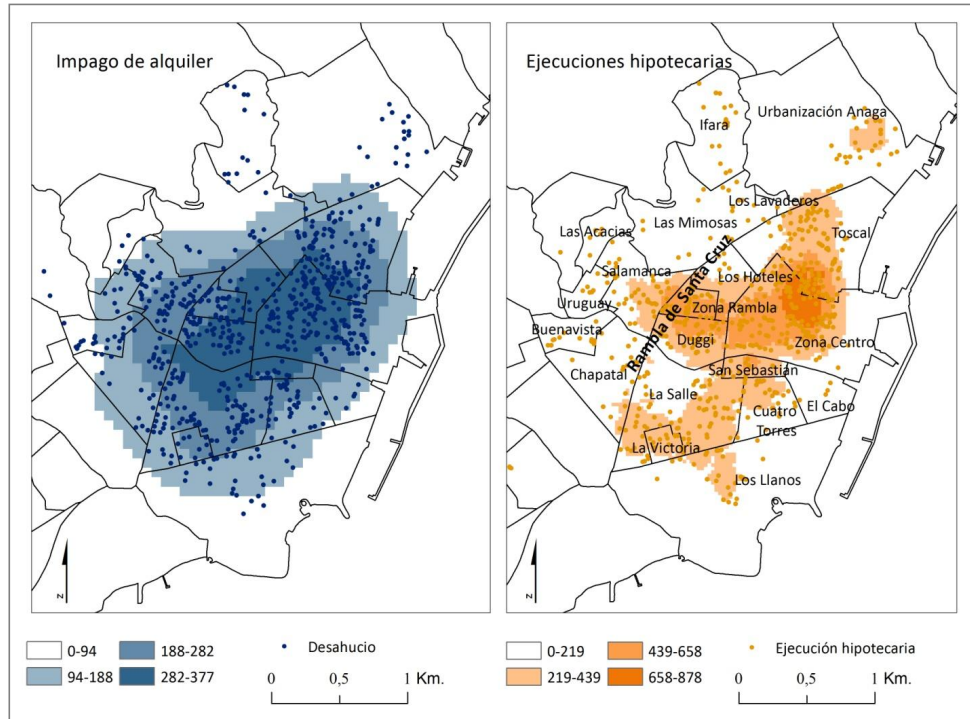 Impago de alquiler
Ejecuciones hipotecarias
Urbanización Anaga
Ifara
Los Lavaderos
Las Mimosas
Las Acacias
Toscal
Salamanca
Los Hoteles
Rambla de Santa Cruz
Uruguay
Zona Rambla
Buenavista
Duggi
Zona Centro
San Sebastián
Chapatal
La Salle
El Cabo
Cuatro
Torres
La Victoria
Los Llanos
N
N
0-94
188-282
94-188
282-377
Desahucio
0
0,5
1 Km.
0-219
439-658
219-439
658-878
Ejecución hipotecaria
0
0,5
1 Km.